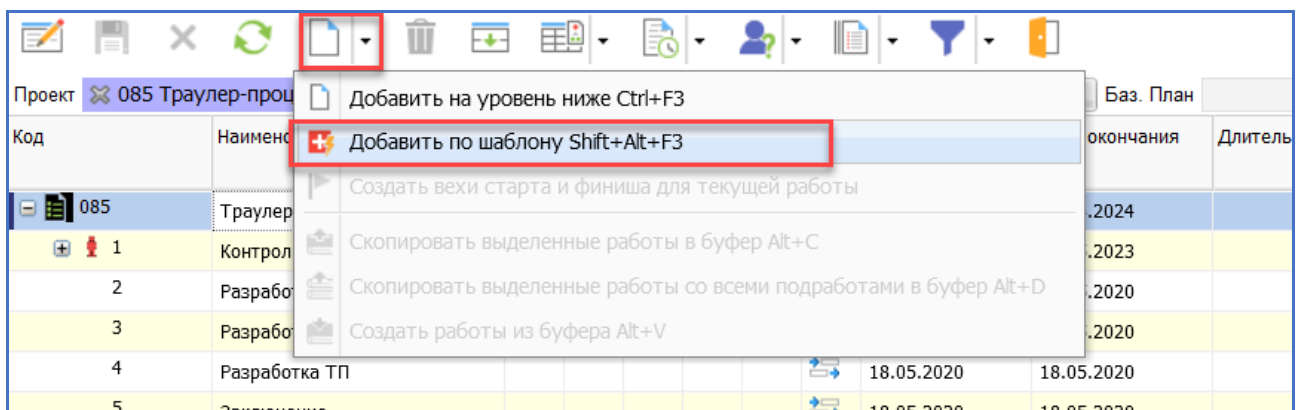 Проект 085 Траулер-проц Баз. План
Код Наимено окончания Длитель
Добавить на уровень ниже Ctrl+F3
Добавить по шаблону Shift+Alt+F3
Создать вехи старта и финиша для текущей работы
Скопировать выделенные работы в буфер Alt+C
Скопировать выделенные работы со всеми подработами в буфер Alt+D
Создать работы из буфера Alt+V
085 Траулер .2024
1 Контрол .2023
2 Разработ .2020
3 Разработ .2020
4 Разработка ТП 18.05.2020 18.05.2020
5